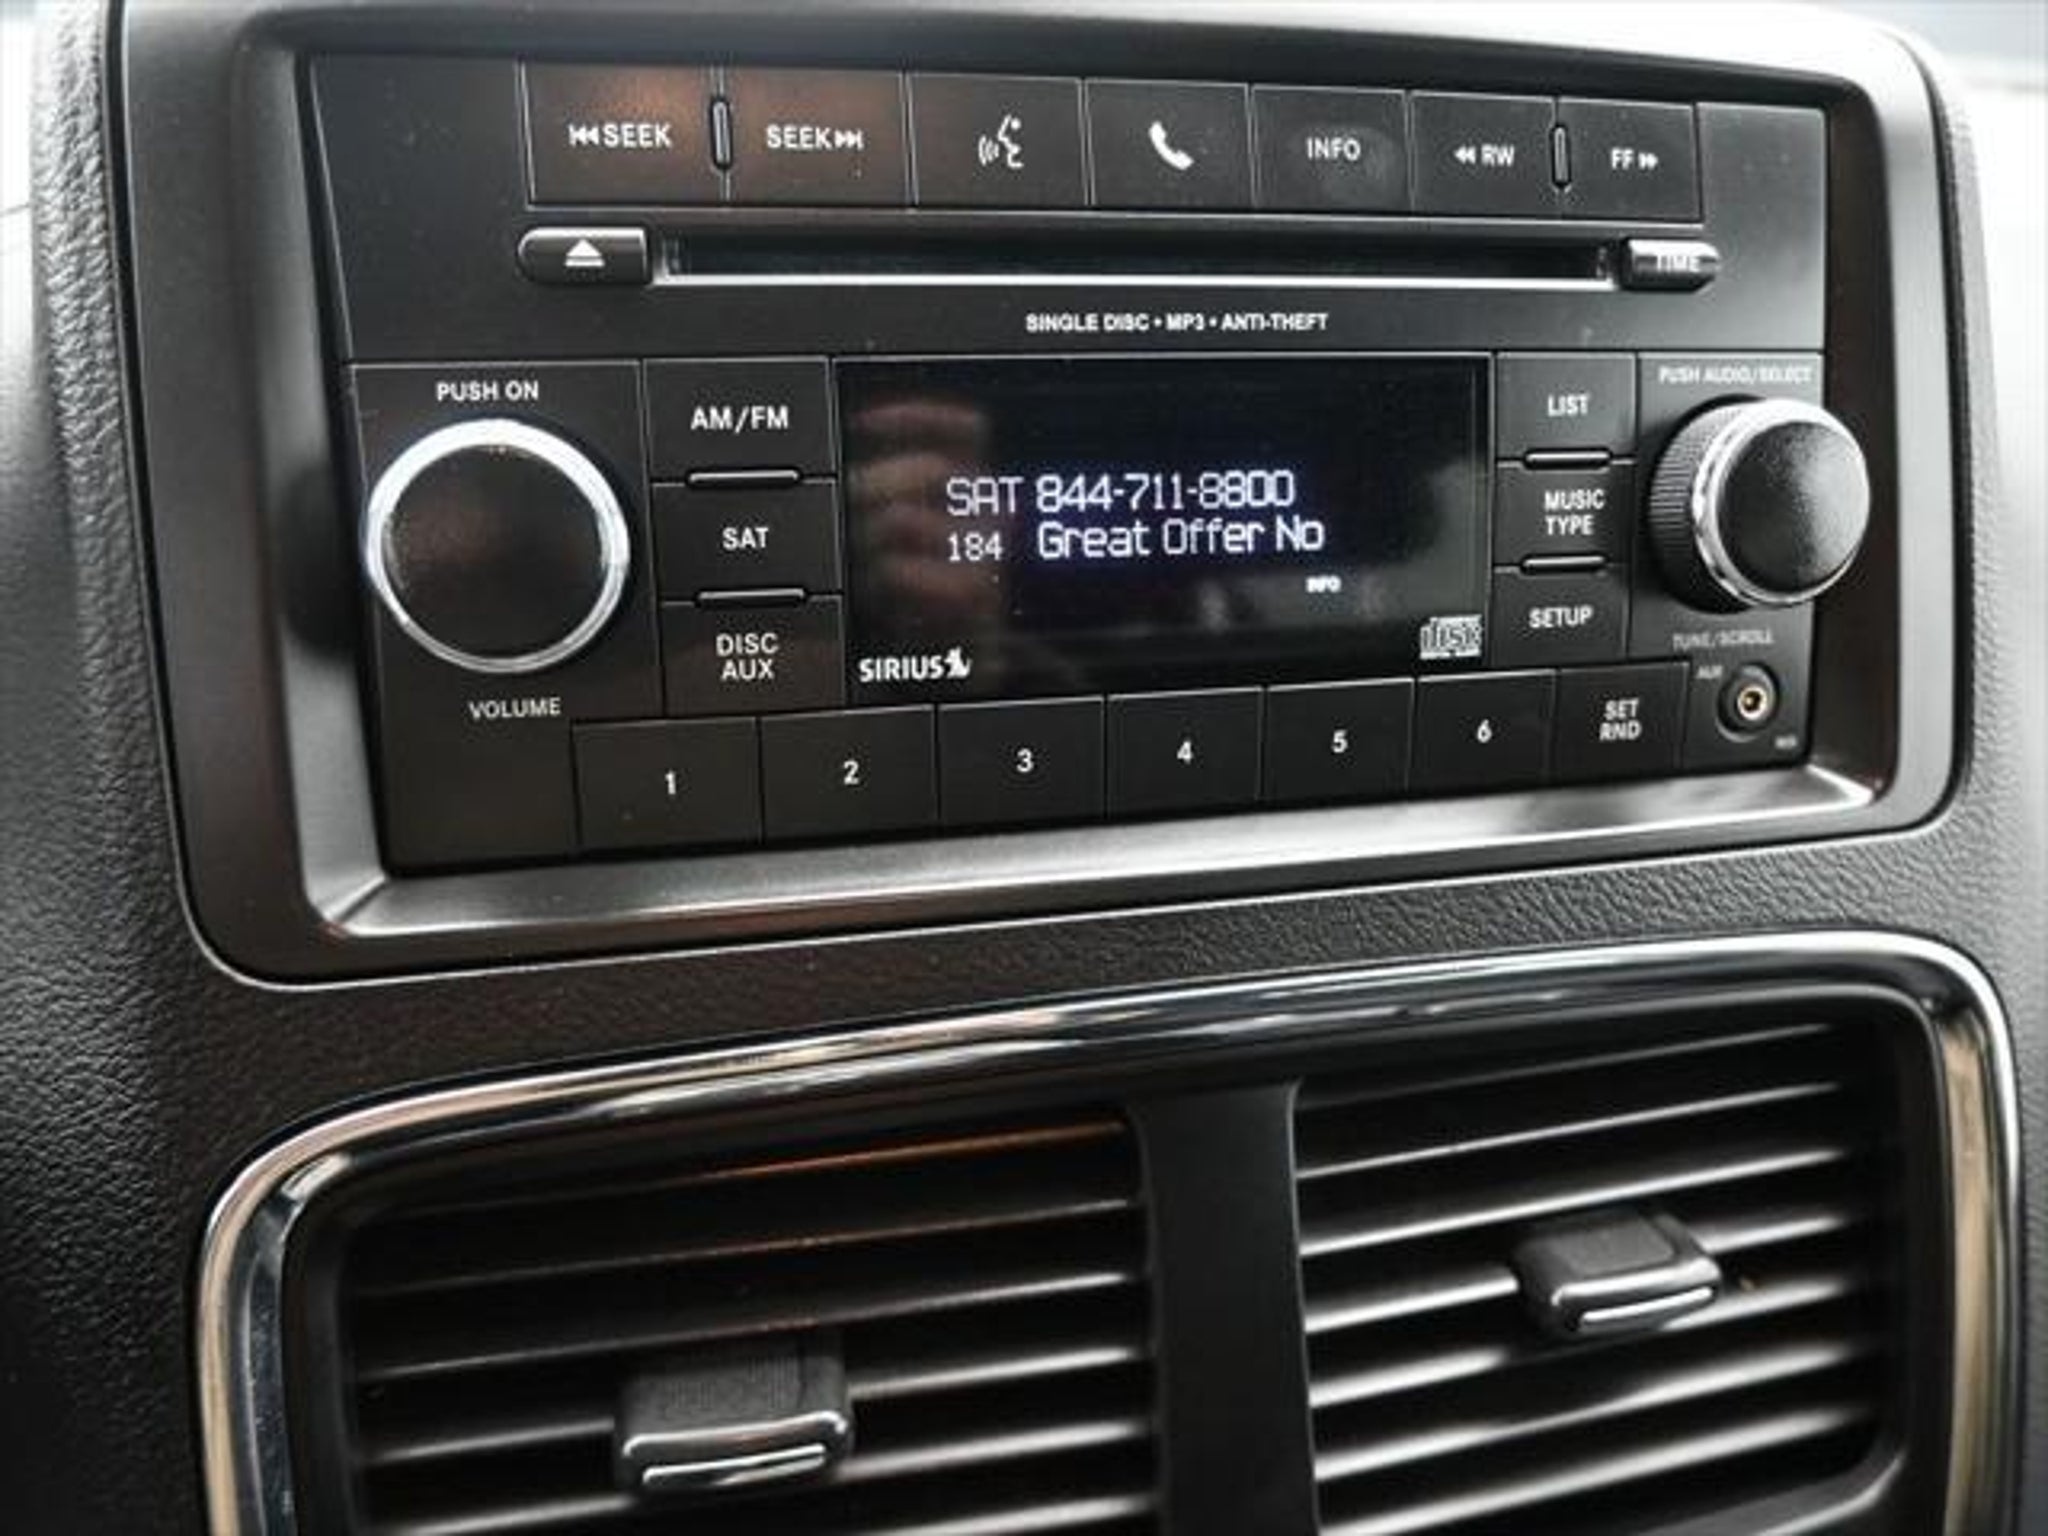 SEEK
SEEK
INFO
RW
FF
TIME
SINGLE DISC • MP3 • ANTI-THEFT
PUSH ON
AM/FM
SAT
DISC
AUX
VOLUME
SAT 844-711-8800
184 Great Offer No
INFO
SIRIUS
disc
LIST
MUSIC
TYPE
SETUP
PUSH AUDIO/SELECT
TUNE/SCROLL
AUX
1
2
3
4
5
6
SET
RND